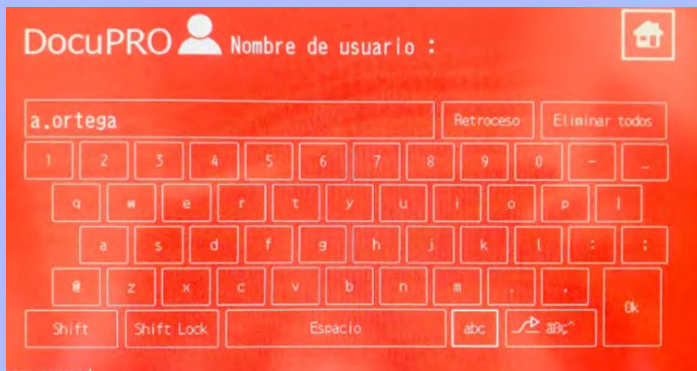 DocuPRO Nombre de usuario :
a.ortega Retroceso Eliminar todos
1 2 3 4 5 6 7 8 9 0 - _
q w e r t y u i o p |
a s d f g h j k l : ;
@ z x c v b n m . , Ok
Shift Shift Lock Espacio abc